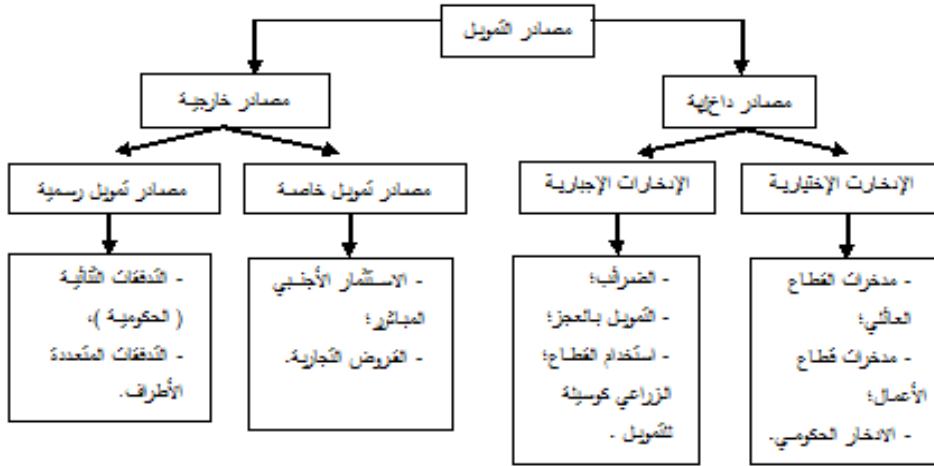 مصادر التمويل
مصادر داخلية
مصادر خارجية
الإدخارت الإختيارية
الإدخارات الإجبارية
مصادر تمويل خاصة
مصادر تمويل رسمية
- مدخرات القطاع
العائلي؛
- مدخرات قطاع
الأعمال؛
- الادخار الحكومي.
- الضرائب؛
- التمويل بالعجز؛
- استخدام القطاع؛
الزراعي كوسيلة
للتمويل .
- الاستثمار الأجنبي
المباشر؛
- القروض التجارية.
- التدفقات الثنائية
( الحكومية )،
- التدفقات المتعددة
الأطراف.